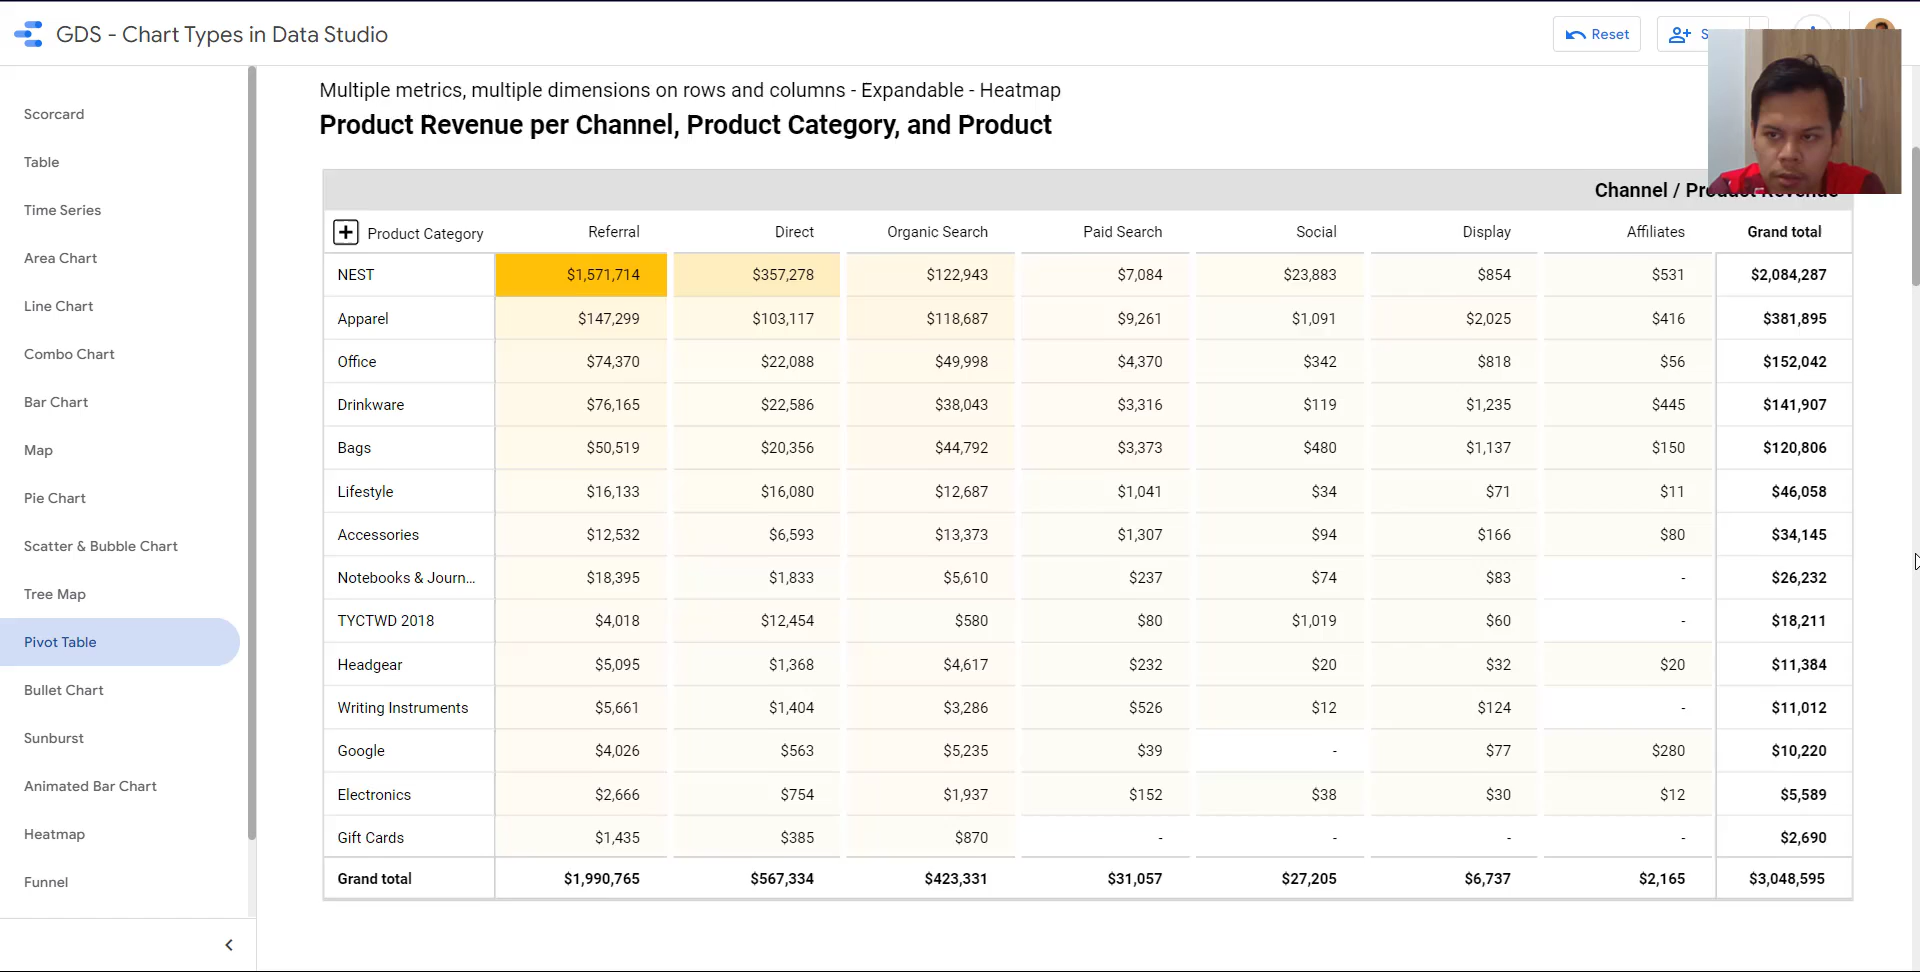 GDS - Chart Types in Data Studio
Reset
Scorcard
Table
Time Series
Area Chart
Line Chart
Combo Chart
Bar Chart
Map
Pie Chart
Scatter & Bubble Chart
Tree Map
Pivot Table
Bullet Chart
Sunburst
Animated Bar Chart
Heatmap
Funnel
Multiple metrics, multiple dimensions on rows and columns - Expandable - Heatmap
Product Revenue per Channel, Product Category, and Product
Channel / Product Revenue
Product Category Referral Direct Organic Search Paid Search Social Display Affiliates Grand total
NEST $1,571,714 $357,278 $122,943 $7,084 $23,883 $854 $531 $2,084,287
Apparel $147,299 $103,117 $118,687 $9,261 $1,091 $2,025 $416 $381,895
Office $74,370 $22,088 $49,998 $4,370 $342 $818 $56 $152,042
Drinkware $76,165 $22,586 $38,043 $3,316 $119 $1,235 $445 $141,907
Bags $50,519 $20,356 $44,792 $3,373 $480 $1,137 $150 $120,806
Lifestyle $16,133 $16,080 $12,687 $1,041 $34 $71 $11 $46,058
Accessories $12,532 $6,593 $13,373 $1,307 $94 $166 $80 $34,145
Notebooks & Journ... $18,395 $1,833 $5,610 $237 $74 $83 - $26,232
TYCTWD 2018 $4,018 $12,454 $580 $80 $1,019 $60 - $18,211
Headgear $5,095 $1,368 $4,617 $232 $20 $32 $20 $11,384
Writing Instruments $5,661 $1,404 $3,286 $526 $12 $124 - $11,012
Google $4,026 $563 $5,235 $39 - $77 $280 $10,220
Electronics $2,666 $754 $1,937 $152 $38 $30 $12 $5,589
Gift Cards $1,435 $385 $870 - - - - $2,690
Grand total $1,990,765 $567,334 $423,331 $31,057 $27,205 $6,737 $2,165 $3,048,595